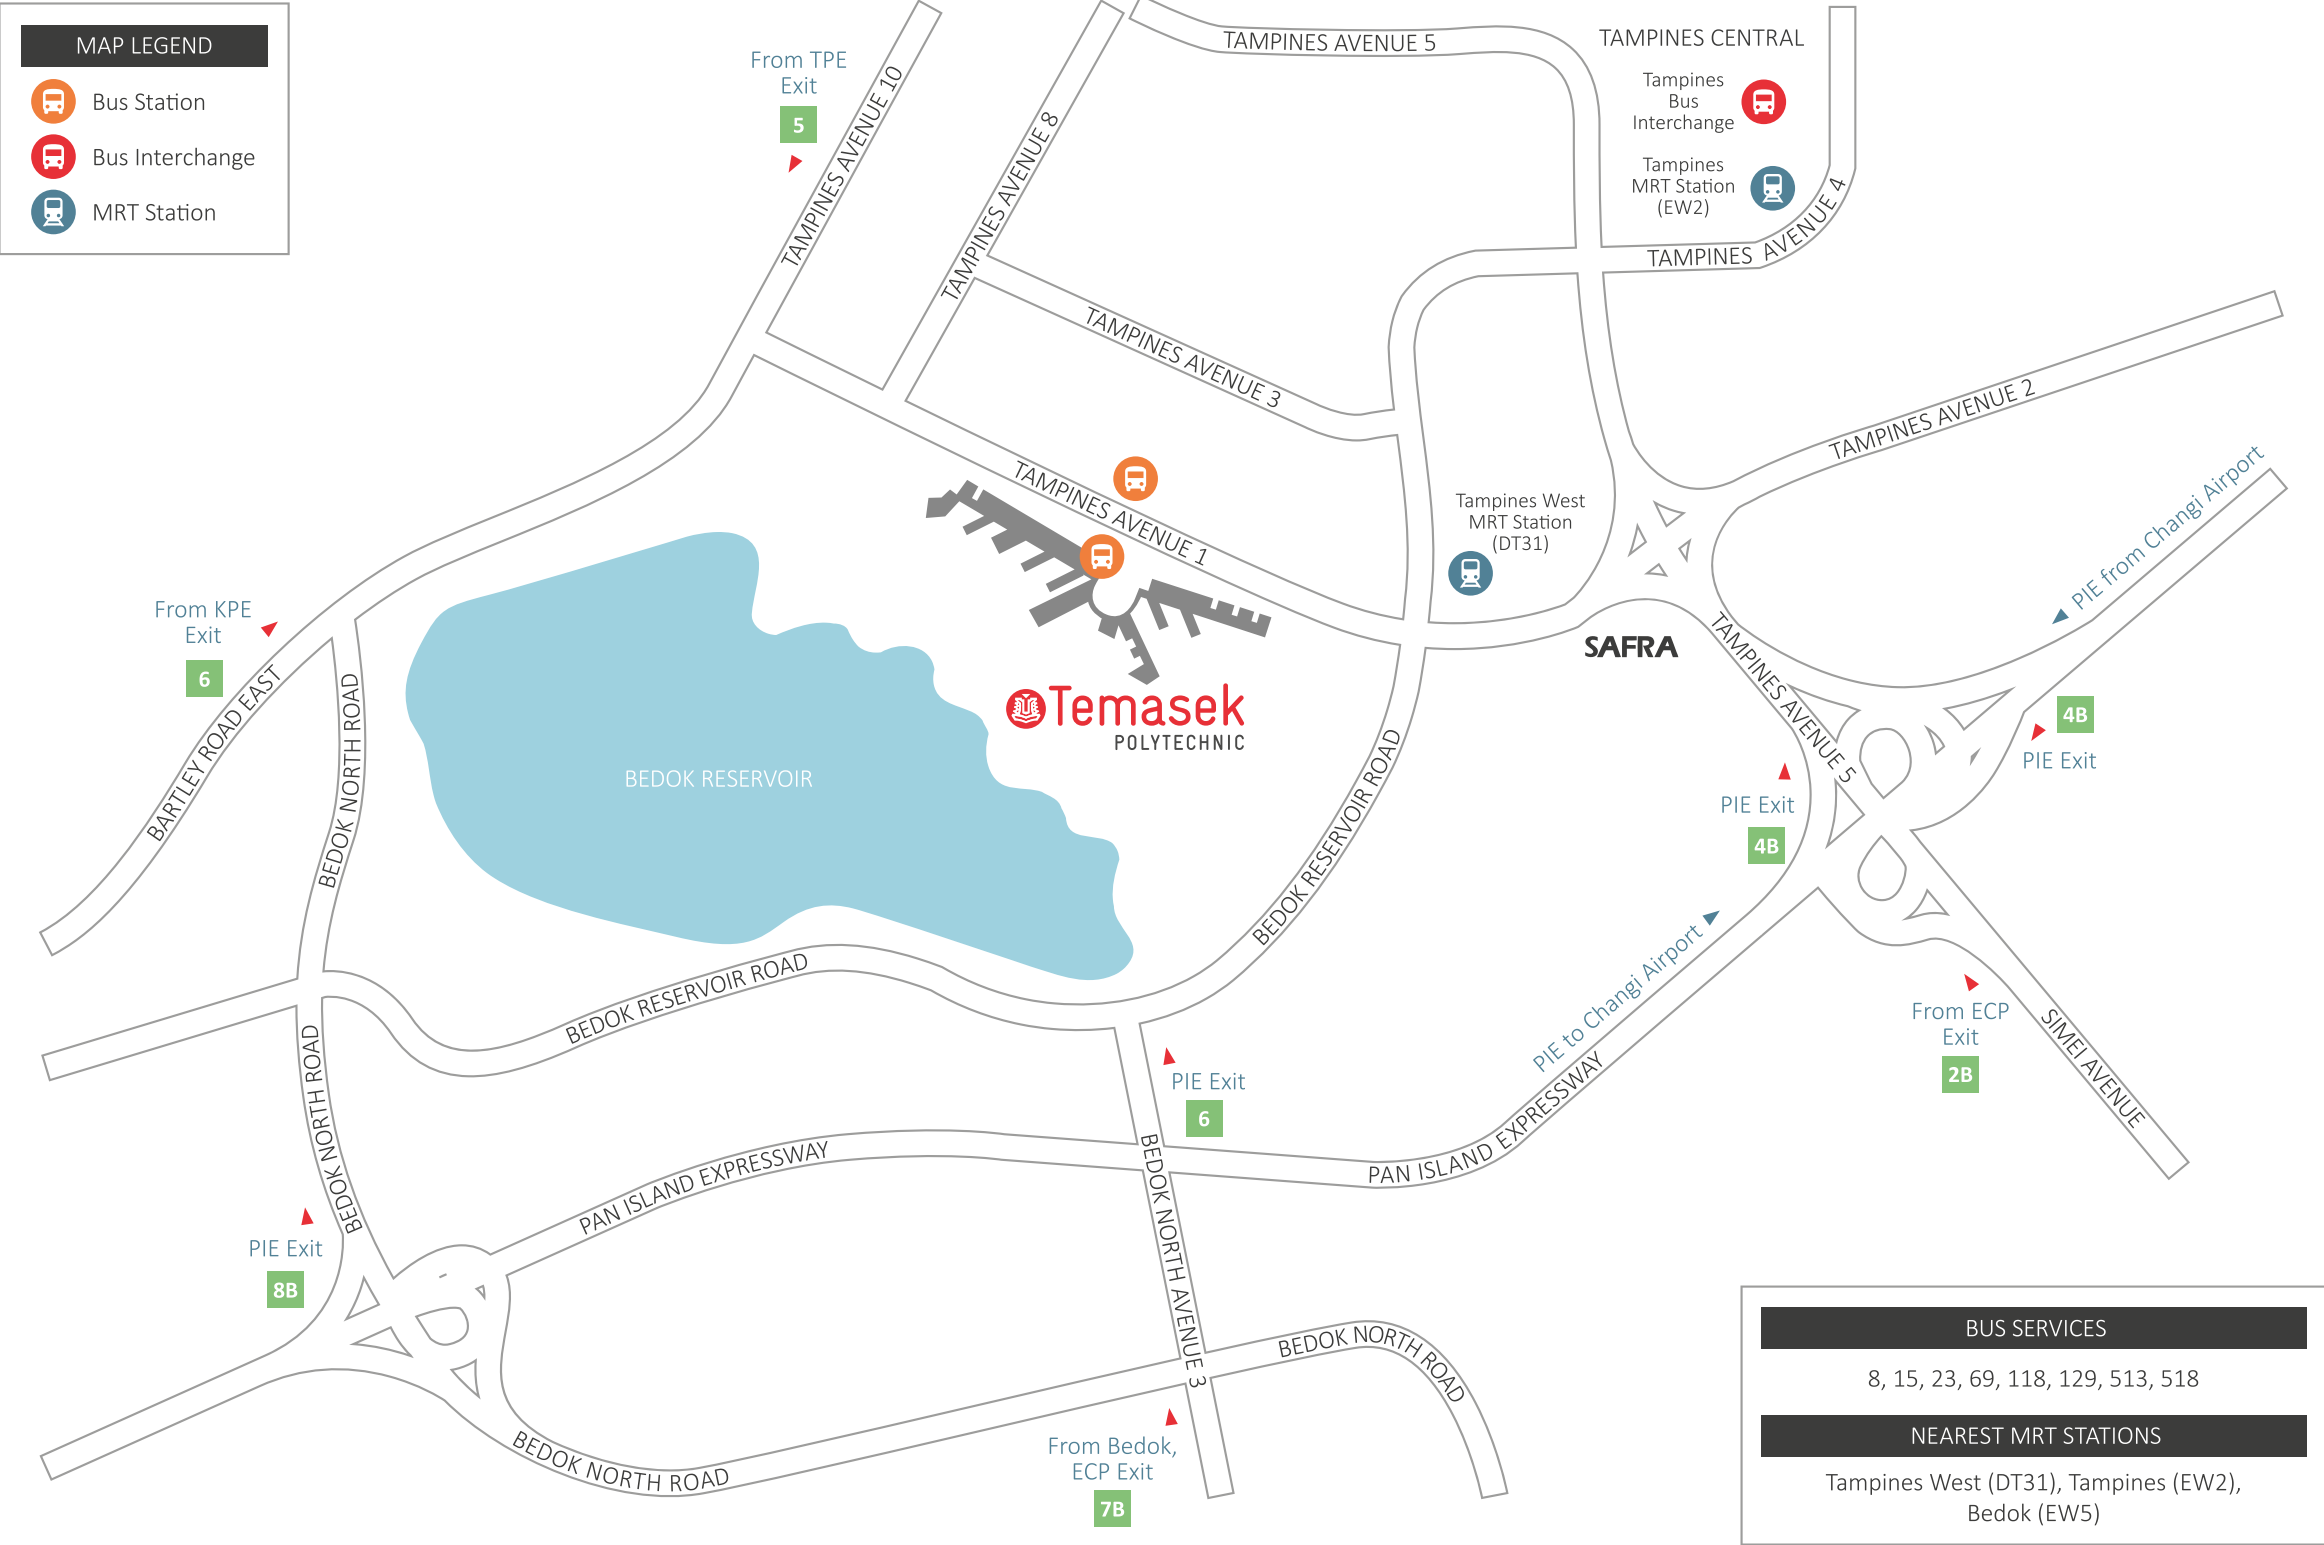 MAP LEGEND
Bus Station
Bus Interchange
MRT Station
From TPE
Exit
5
TAMPINES AVENUE 10
TAMPINES AVENUE 8
TAMPINES AVENUE 5
TAMPINES CENTRAL
Tampines
Bus
Interchange
Tampines
MRT Station
(EW2)
TAMPINES AVENUE 4
TAMPINES AVENUE 3
TAMPINES AVENUE 2
TAMPINES AVENUE 1
Tampines West
MRT Station
(DT31)
PIE from Changi Airport
From KPE
Exit
6
BARTLEY ROAD EAST
BEDOK NORTH ROAD
SAFRA
TAMPINES AVENUE 5
Temasek
POLYTECHNIC
BEDOK RESERVOIR
BEDOK RESERVOIR ROAD
4B
PIE Exit
PIE Exit
4B
BEDOK RESERVOIR ROAD
PIE to Changi Airport
From ECP
Exit
2B
SIMEI AVENUE
BEDOK NORTH ROAD
PIE Exit
6
PAN ISLAND EXPRESSWAY
PAN ISLAND EXPRESSWAY
BEDOK NORTH AVENUE 3
PIE Exit
8B
BEDOK NORTH ROAD
BEDOK NORTH ROAD
From Bedok,
ECP Exit
7B
BUS SERVICES
8, 15, 23, 69, 118, 129, 513, 518
NEAREST MRT STATIONS
Tampines West (DT31), Tampines (EW2),
Bedok (EW5)